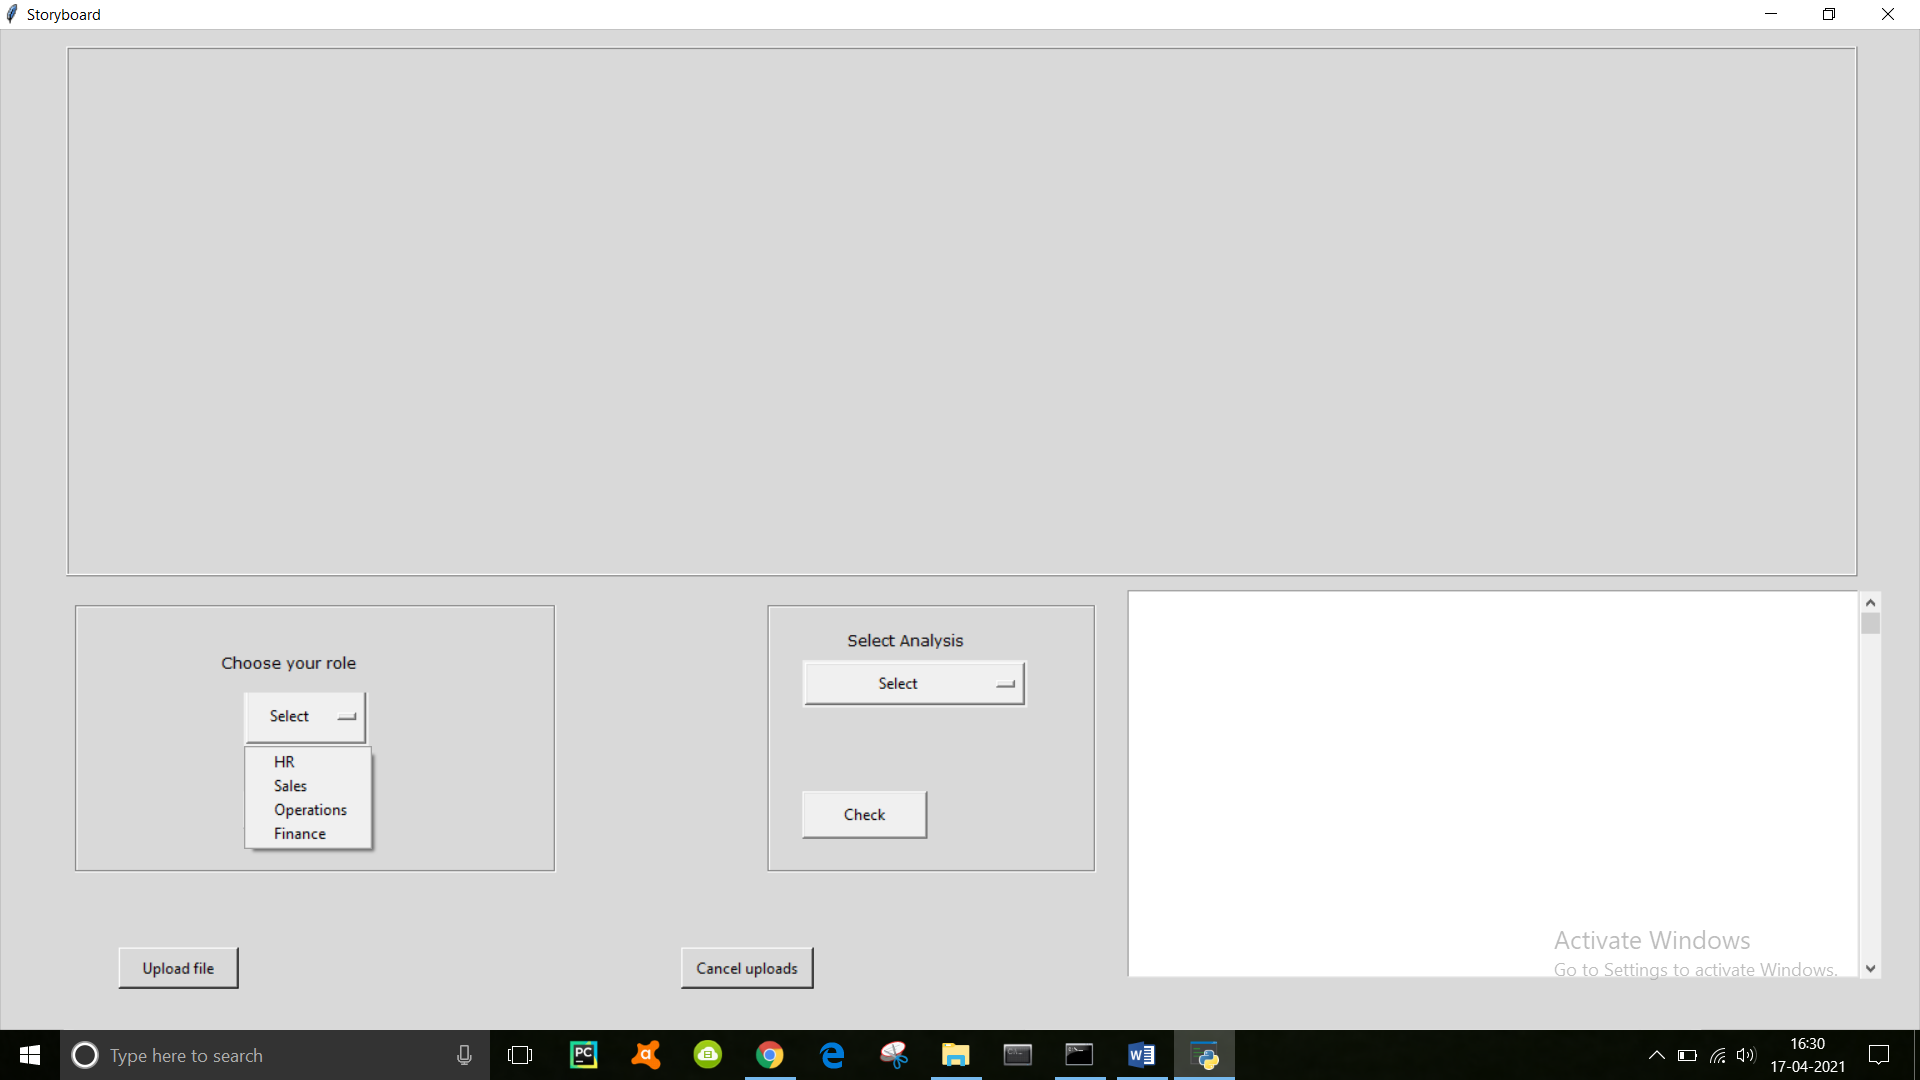 Storyboard
Choose your role
Select
HR
Sales
Operations
Finance
Select Analysis
Select
Check
Upload file
Cancel uploads
Activate Windows
Go to Settings to activate Windows.
Type here to search
PC
16:30
17-04-2021